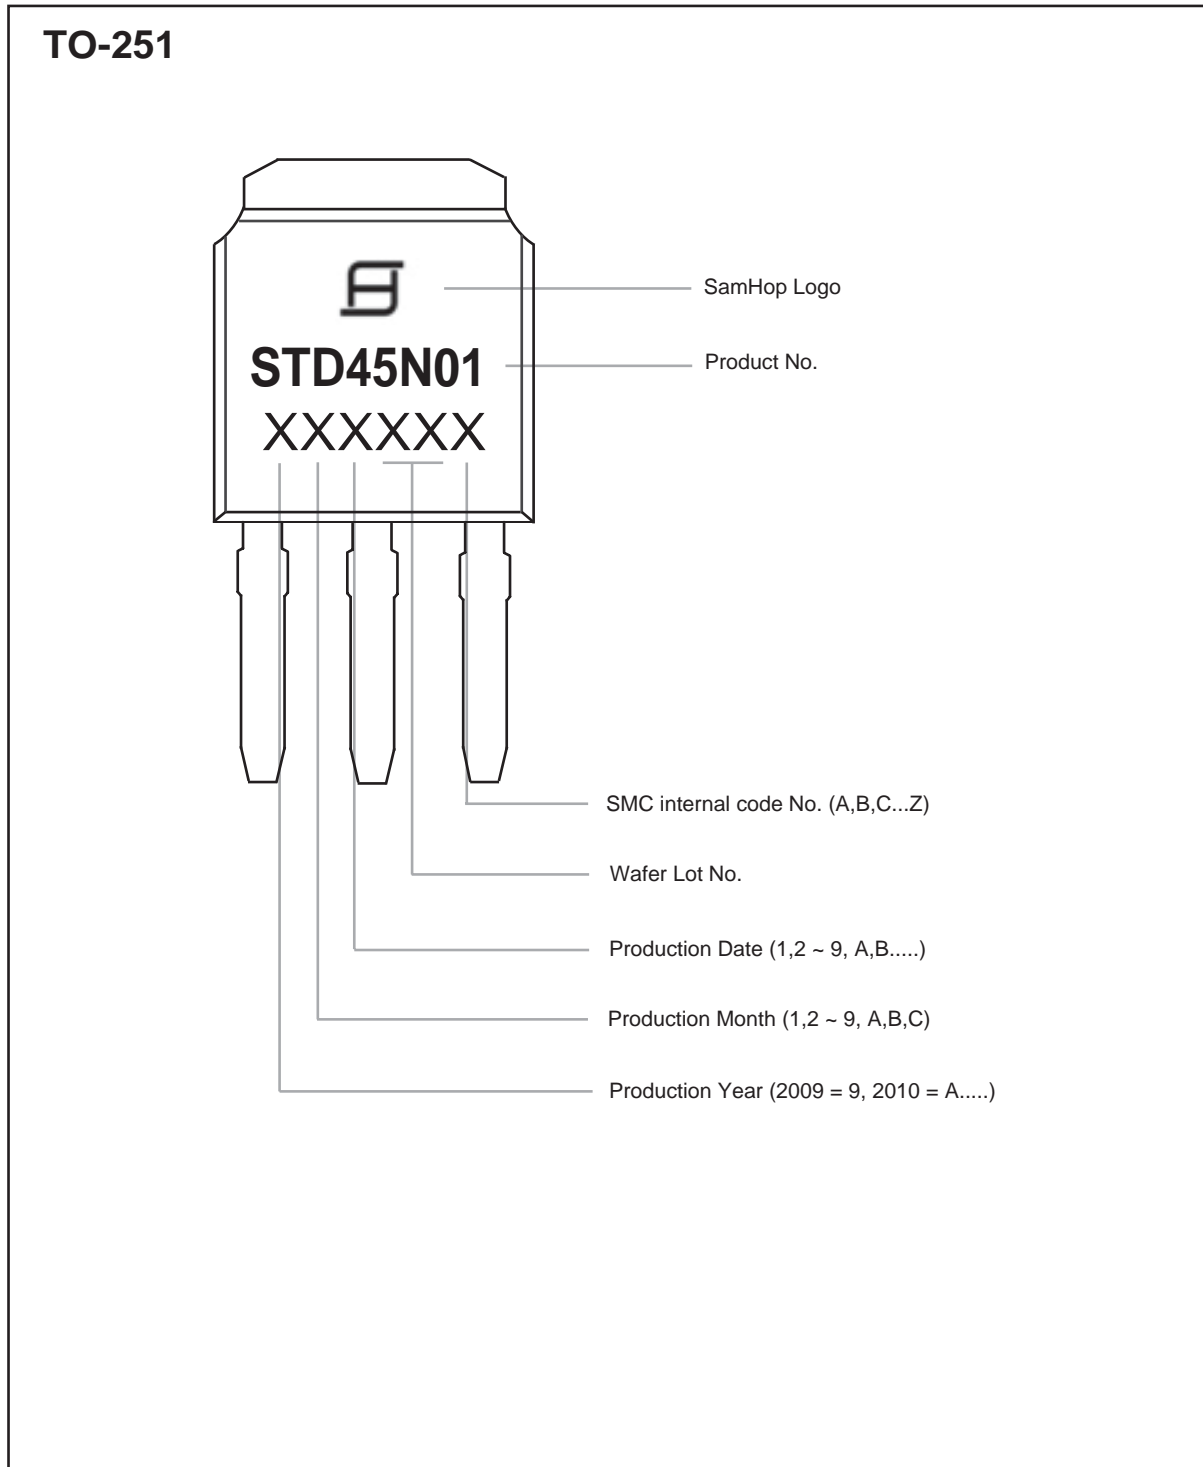 TO-251
SamHop Logo
STD45N01
Product No.
XXXXXX
SMC internal code No. (A,B,C...Z)
Wafer Lot No.
Production Date (1,2 ~ 9, A,B.....)
Production Month (1,2 ~ 9, A,B,C)
Production Year (2009 = 9, 2010 = A.....)